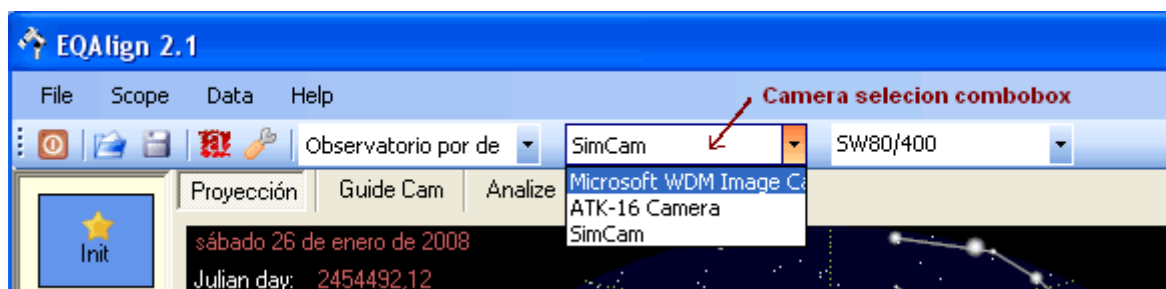 EQAlign 2.1
File Scope Data Help
Camera selecion combobox
Observatorio por de SimCam SW80/400
Proyección Guide Cam Analize
Microsoft WDM Image Ca
ATK-16 Camera
SimCam
Init
sábado 26 de enero de 2008
Julian day: 2454492,12